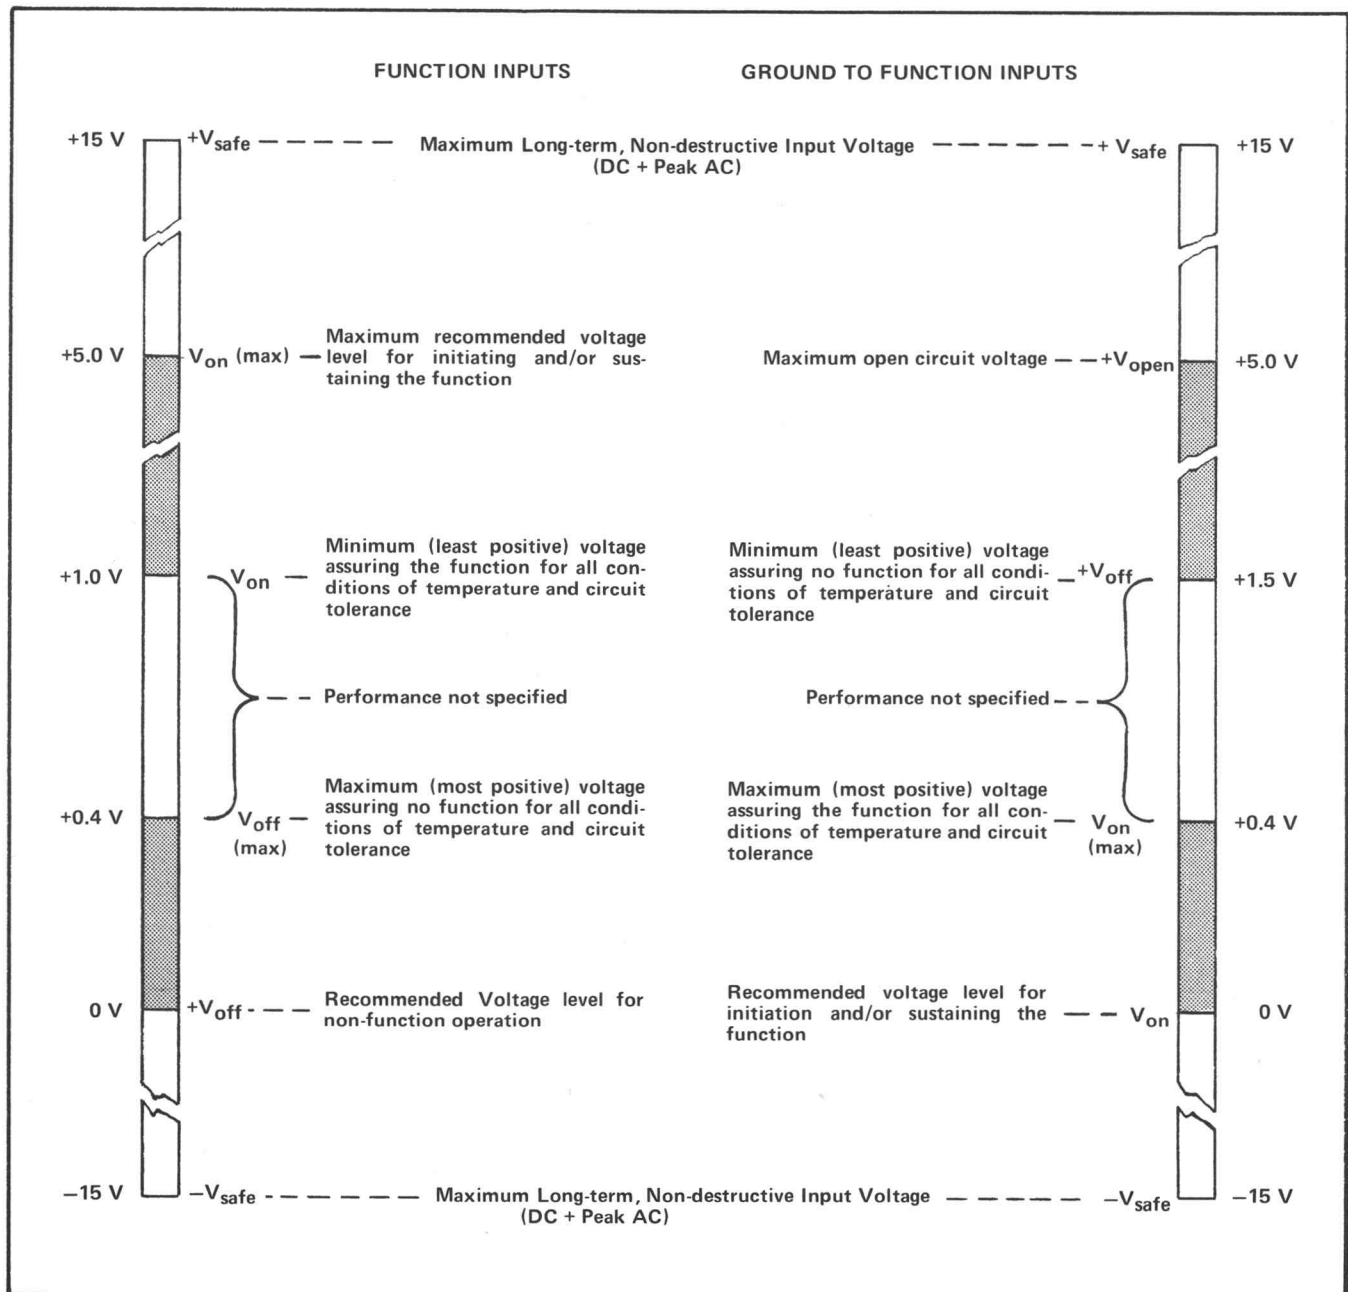 FUNCTION INPUTS
GROUND TO FUNCTION INPUTS
+15 V
+Vsafe
Maximum Long-term, Non-destructive Input Voltage
(DC + Peak AC)
+ Vsafe
+15 V
+5.0 V
Von (max)
Maximum recommended voltage
level for initiating and/or sus-
taining the function
Maximum open circuit voltage
+Vopen
+5.0 V
+1.0 V
Von
Minimum (least positive) voltage
assuring the function for all con-
ditions of temperature and circuit
tolerance
Minimum (least positive) voltage
assuring no function for all condi-
tions of temperature and circuit
tolerance
+Voff
+1.5 V
Performance not specified
Performance not specified
+0.4 V
Voff
(max)
Maximum (most positive) voltage
assuring no function for all condi-
tions of temperature and circuit
tolerance
Maximum (most positive) voltage
assuring the function for all con-
ditions of temperature and circuit
tolerance
Von
(max)
+0.4 V
0 V
+Voff
Recommended Voltage level for
non-function operation
Recommended voltage level for
initiation and/or sustaining the
function
Von
0 V
−15 V
−Vsafe
Maximum Long-term, Non-destructive Input Voltage
(DC + Peak AC)
−Vsafe
−15 V